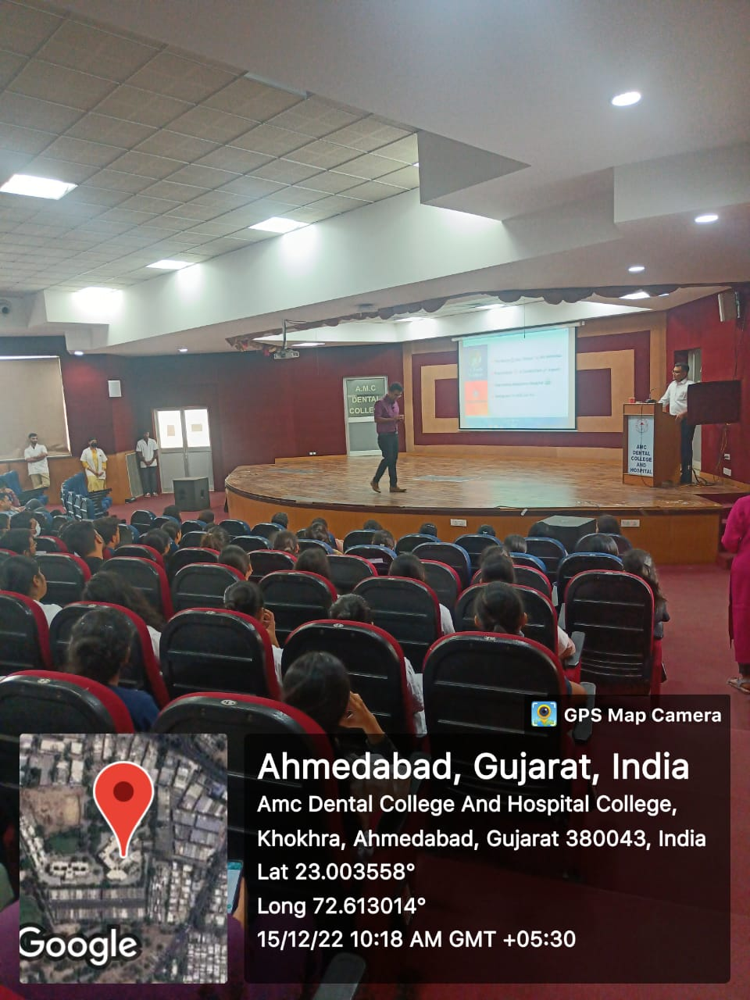 A.M.C
DENTAL
COLLEGE
AMC
DENTAL
COLLEGE
AND
HOSPITAL
GPS Map Camera
Ahmedabad, Gujarat, India
Amc Dental College And Hospital College,
Khokhra, Ahmedabad, Gujarat 380043, India
Lat 23.003558°
Long 72.613014°
15/12/22 10:18 AM GMT +05:30
Google